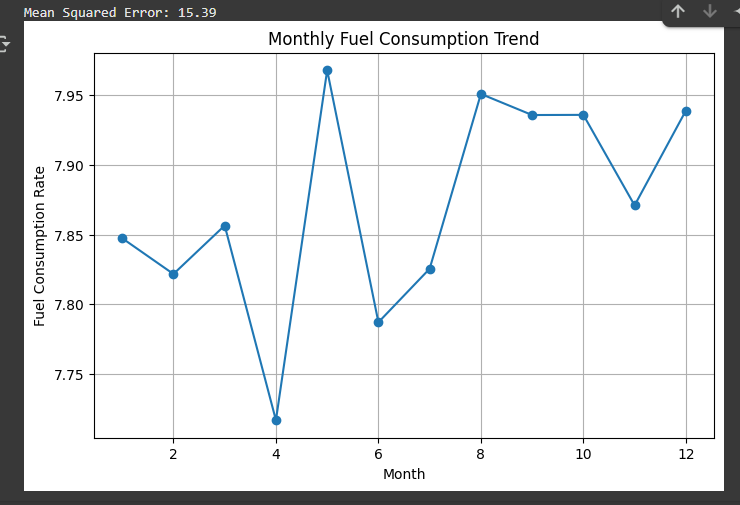 Mean Squared Error: 15.39
Monthly Fuel Consumption Trend
Fuel Consumption Rate
7.95
7.90
7.85
7.80
7.75
2 4 6 8 10 12
Month